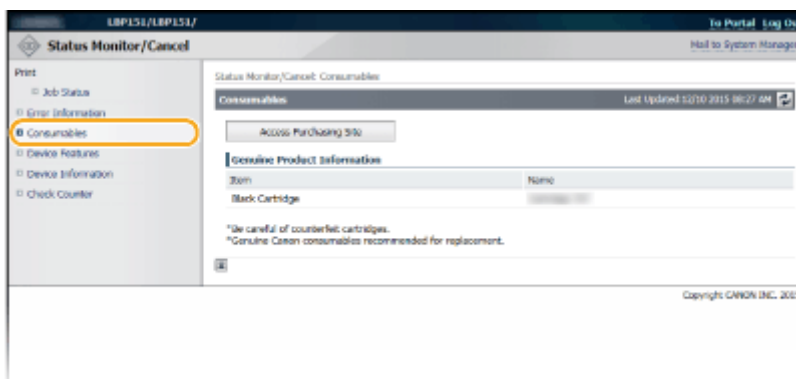 LBP151/LBP151/
To Portal Log Ou
Status Monitor/Cancel
Mail to System Manager
Print
Job Status
Error Information
Consumables
Device Features
Device Information
Check Counter
Status Monitor/Cancel: Consumables
Consumables
Last Updated:12/10 2015 08:27 AM
Access Purchasing Site
Genuine Product Information
Item Name
Black Cartridge
*Be careful of counterfeit cartridges.
*Genuine Canon consumables recommended for replacement.
Copyright CANON INC. 201